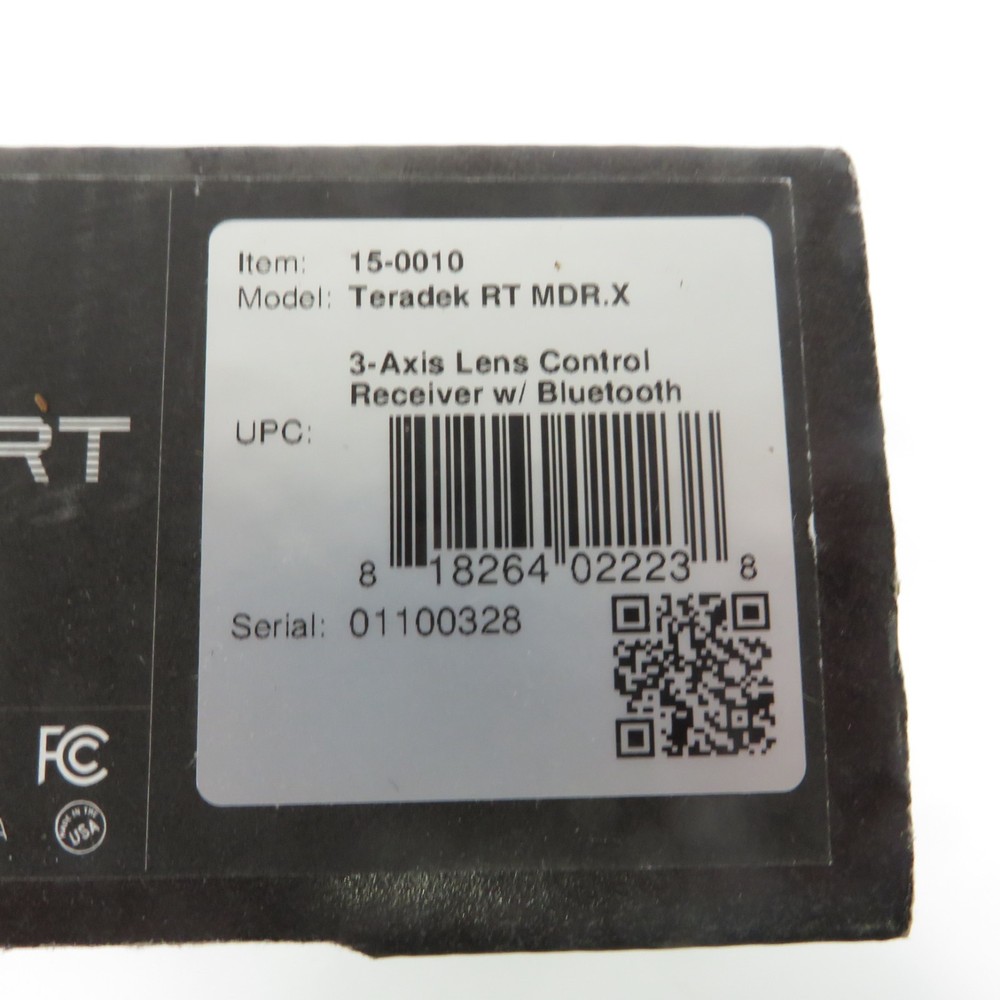 Item: 15-0010
Model: Teradek RT MDR.X
3-Axis Lens Control
Receiver w/ Bluetooth
UPC:
8 18264 02223 8
Serial: 01100328
RT
FC
MADE IN THE
USA